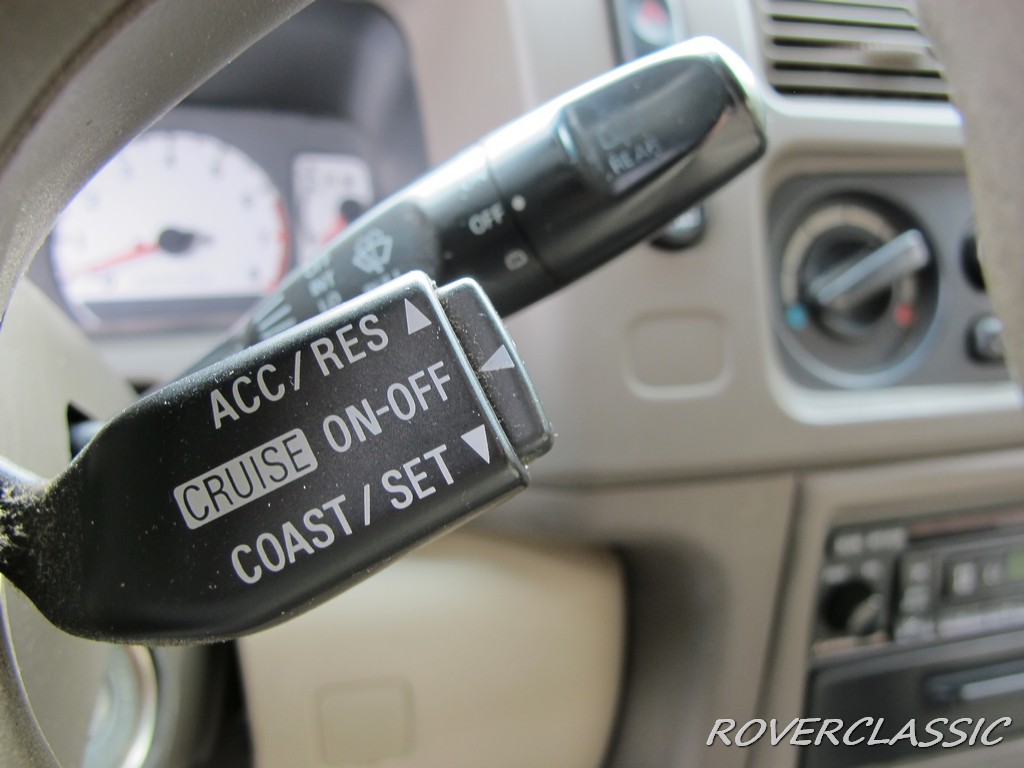 REAR
OFF
ACC/RES
CRUISE ON-OFF
COAST/SET
ROVERCLASSIC